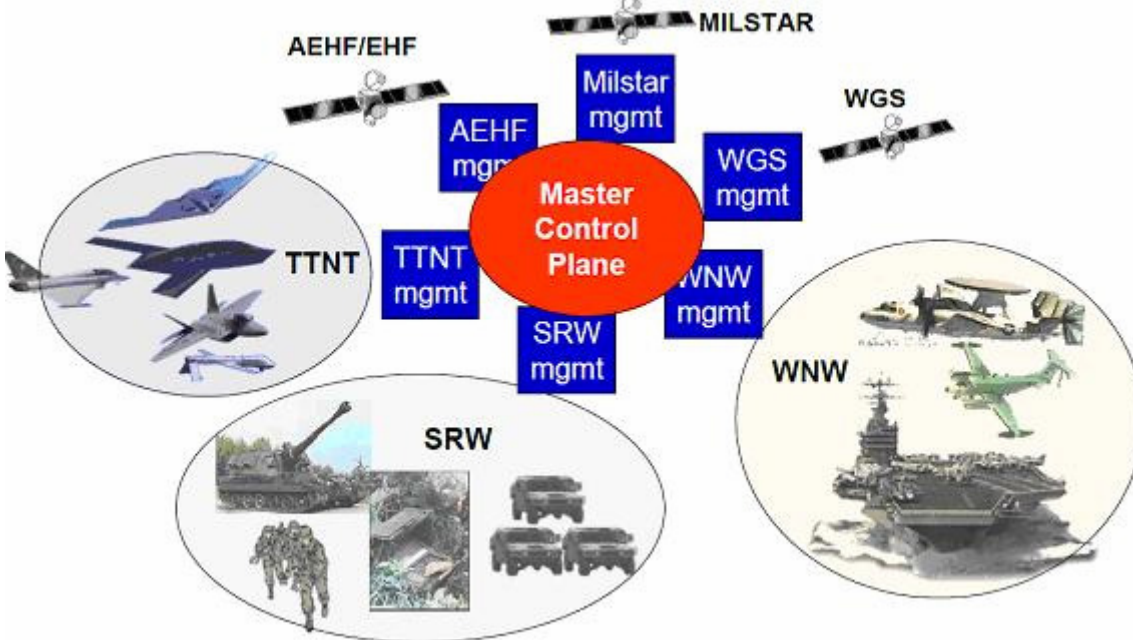 MILSTAR
AEHF/EHF
Milstar
mgmt
WGS
AEHF
mgmt
WGS
mgmt
Master
Control
Plane
TTNT
TTNT
mgmt
WNW
mgmt
SRW
mgmt
WNW
SRW